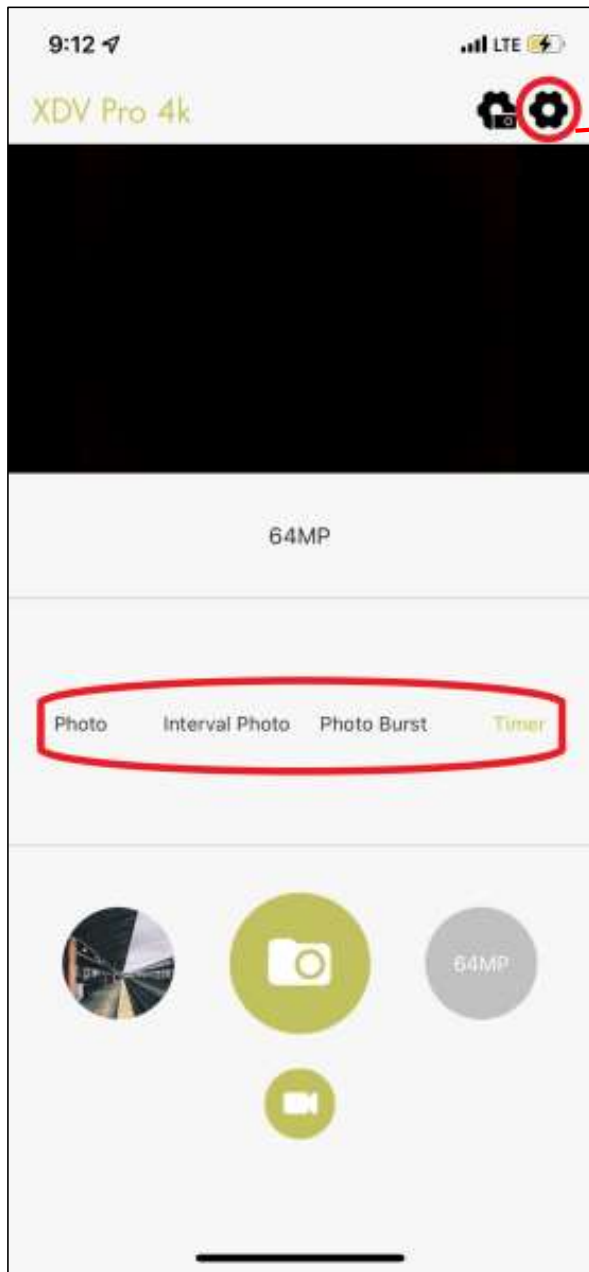 9:12 LTE
XDV Pro 4k
64MP
Photo Interval Photo Photo Burst Timer
64MP